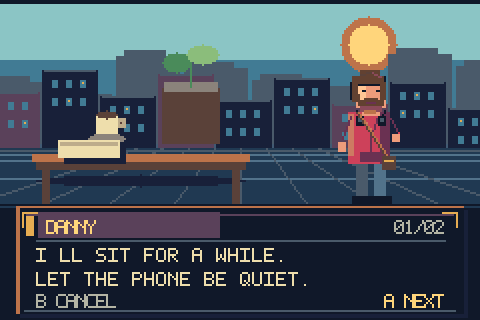 DANNY 01/02
I LL SIT FOR A WHILE.
LET THE PHONE BE QUIET.
B CANCEL A NEXT